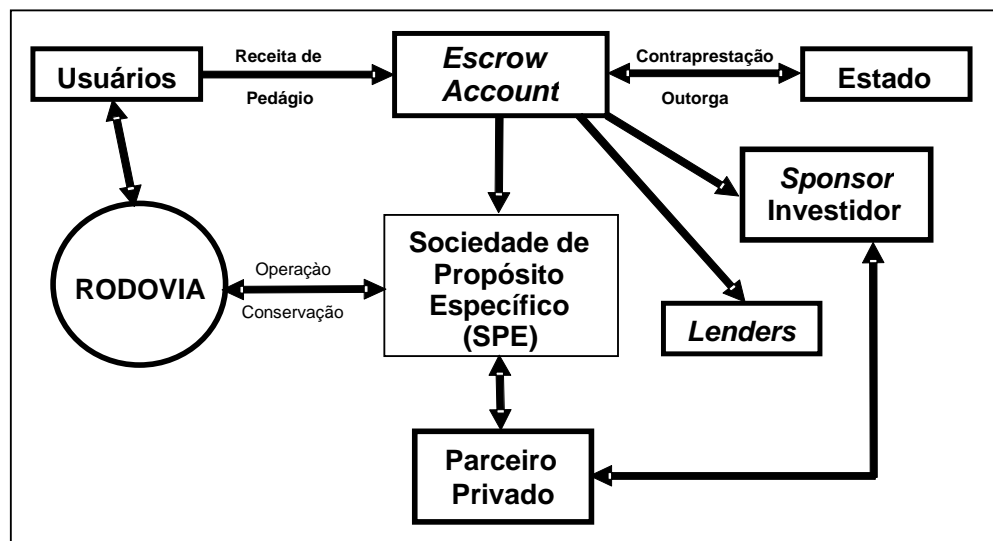 Usuários
Receita de
Pedágio
Escrow
Account
Contraprestação
Outorga
Estado
Sponsor
Investidor
RODOVIA
Operaçào
Conservação
Sociedade de
Propósito
Específico
(SPE)
Lenders
Parceiro
Privado